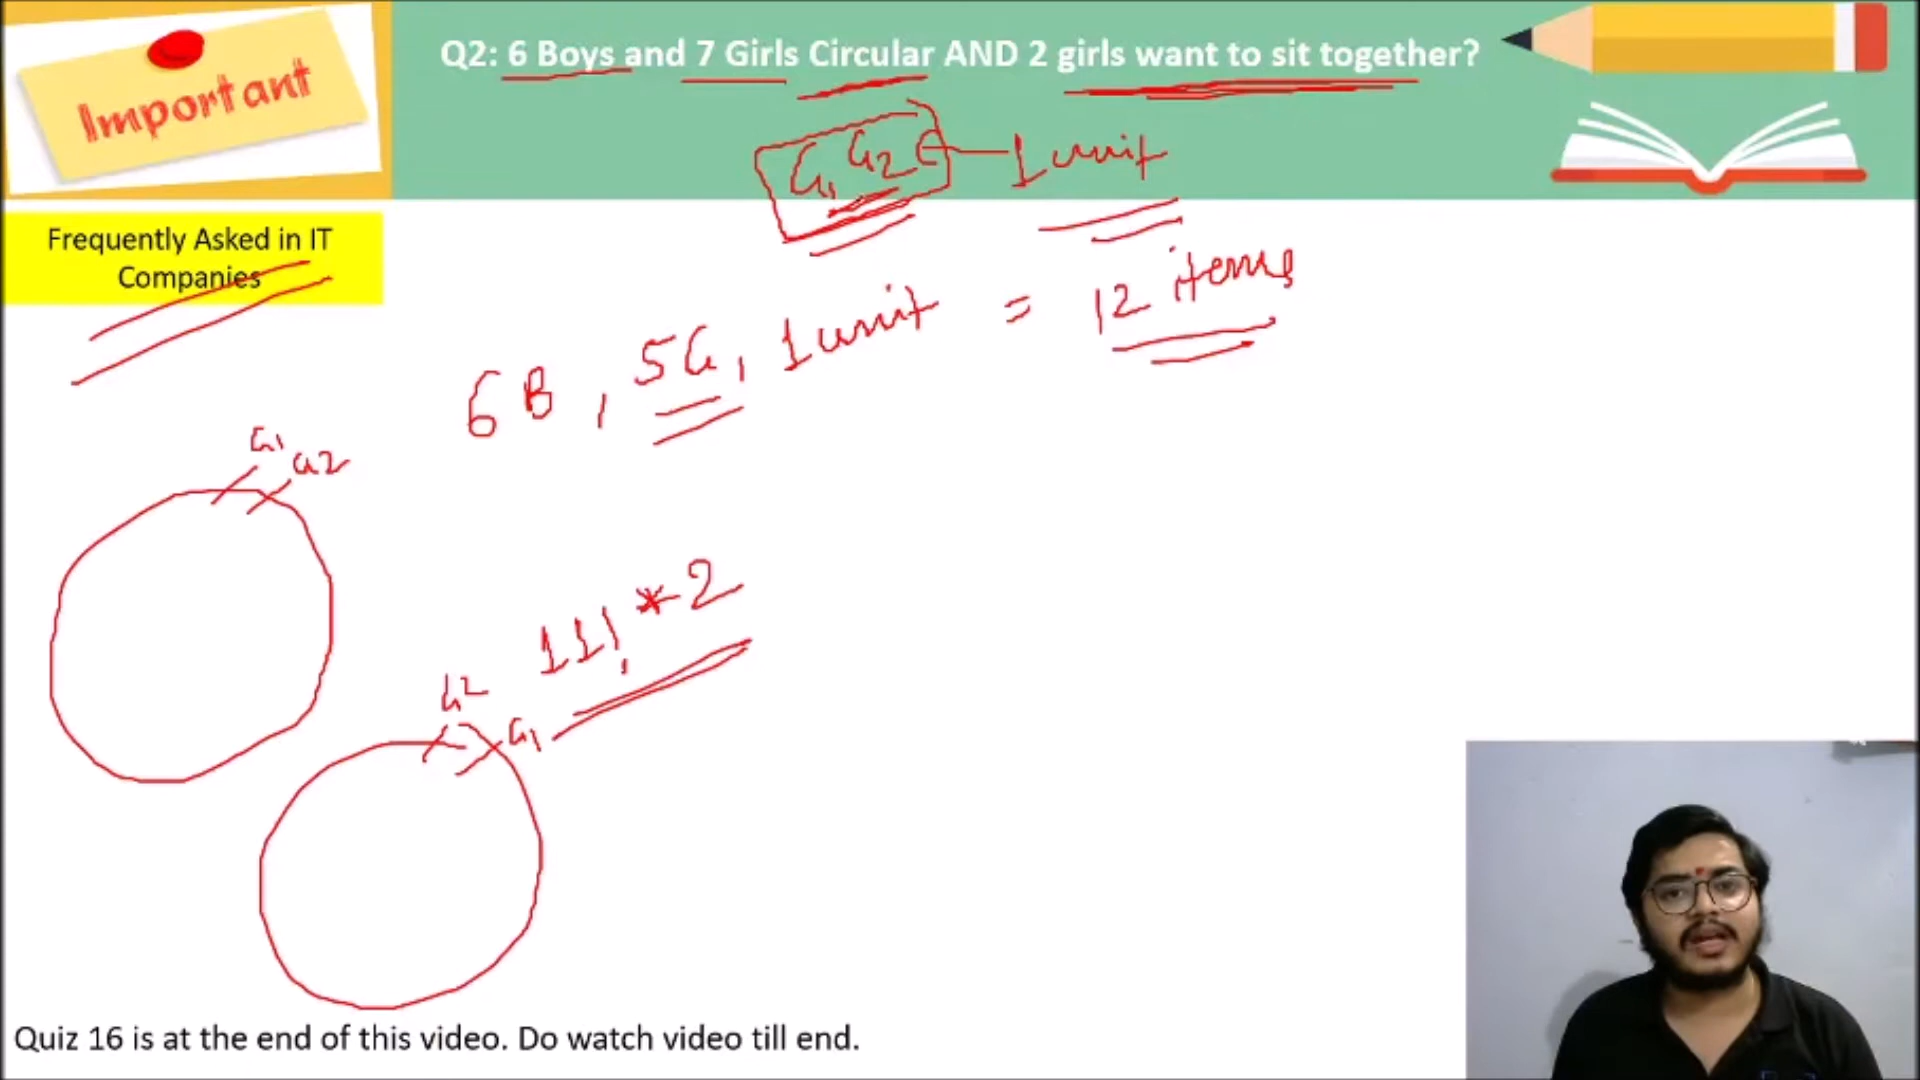 Important
Q2: 6 Boys and 7 Girls Circular AND 2 girls want to sit together?
G1 G2 1 unit
Frequently Asked in IT
Companies
6B, 5G, 1 unit = 12 items
G1 G2
11! * 2
G2 G1
Quiz 16 is at the end of this video. Do watch video till end.